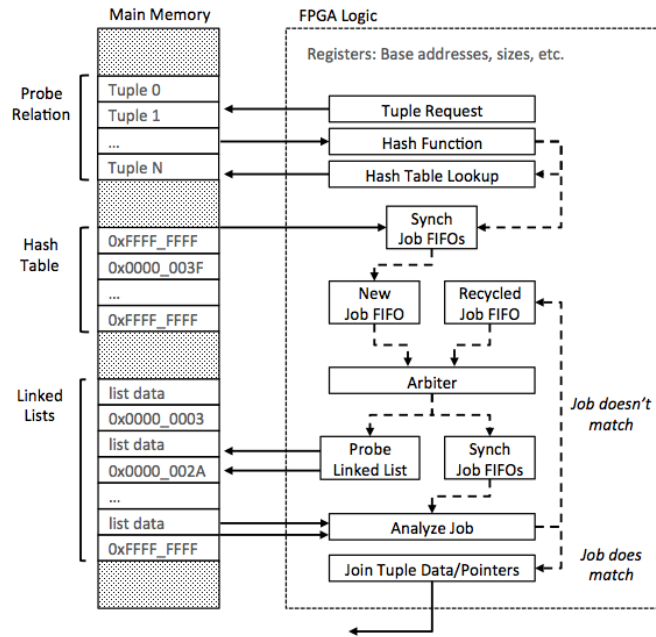 Main Memory
FPGA Logic
Registers: Base addresses, sizes, etc.
Probe
Relation
Tuple 0
Tuple 1
...
Tuple N
Tuple Request
Hash Function
Hash Table Lookup
Synch
Job FIFOs
Hash
Table
0xFFFF_FFFF
0x0000_003F
...
0xFFFF_FFFF
New
Job FIFO
Recycled
Job FIFO
Arbiter
Linked
Lists
list data
0x0000_0003
list data
0x0000_002A
...
list data
0xFFFF_FFFF
Job doesn't
match
Probe
Linked List
Synch
Job FIFOs
Analyze Job
Join Tuple Data/Pointers
Job does
match